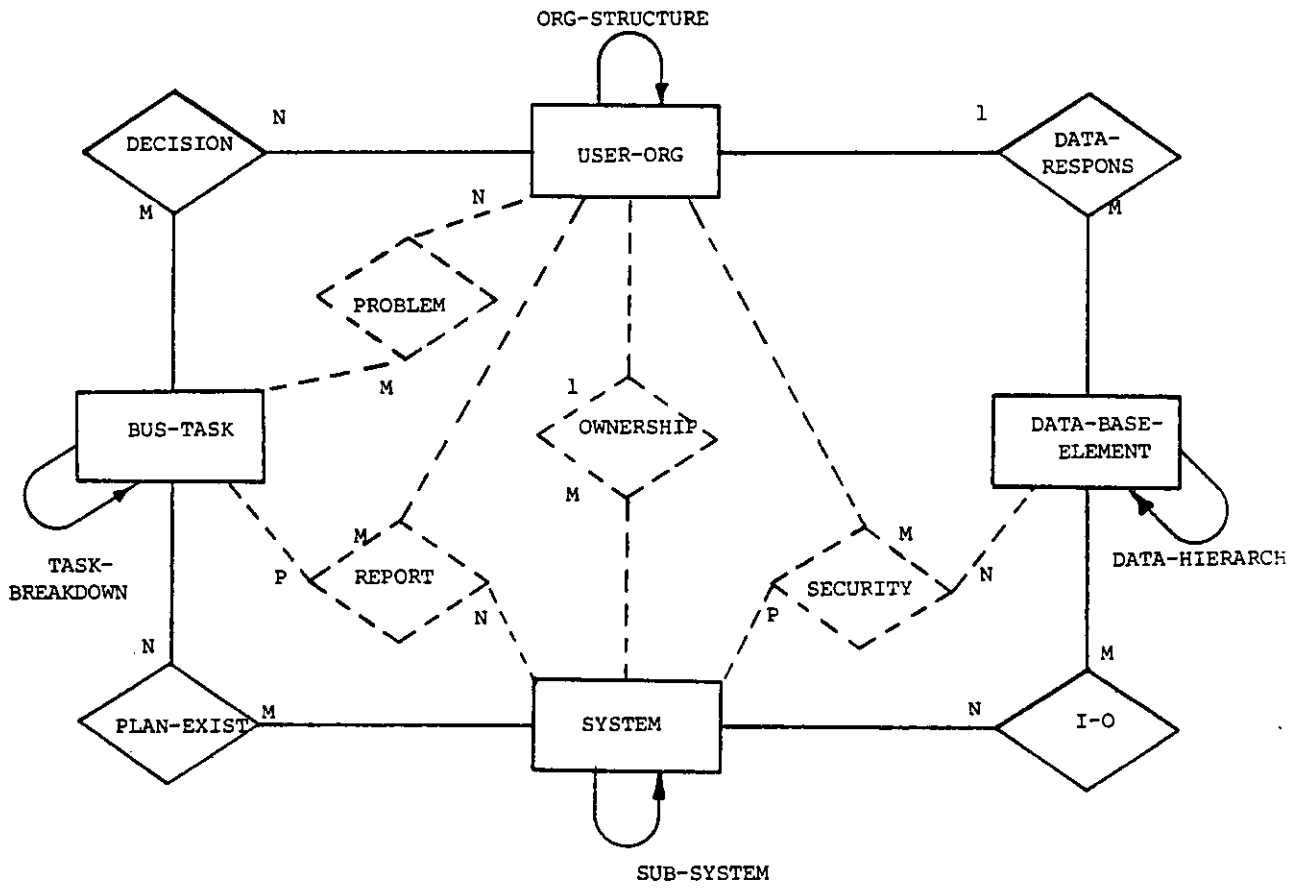 ORG-STRUCTURE
N
1
DECISION
USER-ORG
DATA-
RESPONS
M
N
M
PROBLEM
M
1
BUS-TASK
OWNERSHIP
DATA-BASE-
ELEMENT
M
M
M
TASK-
BREAKDOWN
P
REPORT
N
P
SECURITY
N
DATA-HIERARCH
N
M
PLAN-EXIST
M
SYSTEM
N
I-O
SUB-SYSTEM